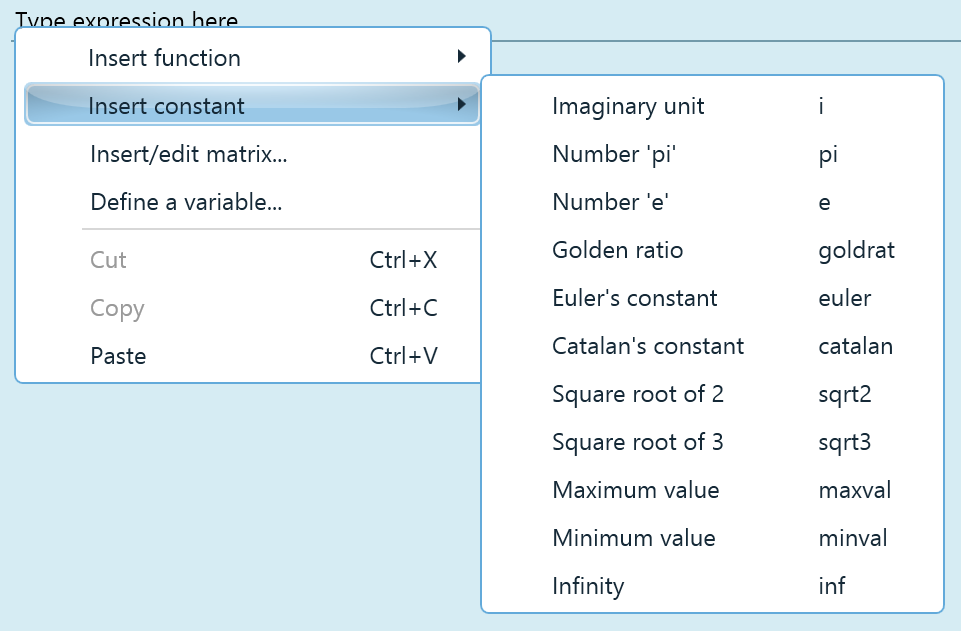 Type expression here
Insert function
Insert constant
Insert/edit matrix...
Define a variable...
Cut Ctrl+X
Copy Ctrl+C
Paste Ctrl+V
Imaginary unit i
Number 'pi' pi
Number 'e' e
Golden ratio goldrat
Euler's constant euler
Catalan's constant catalan
Square root of 2 sqrt2
Square root of 3 sqrt3
Maximum value maxval
Minimum value minval
Infinity inf